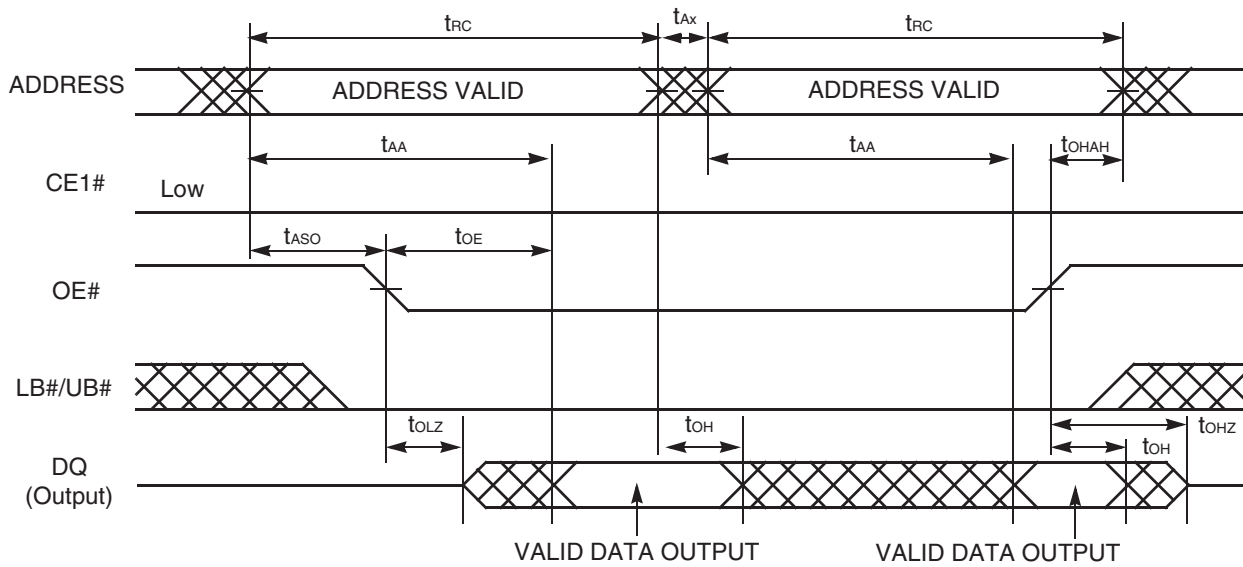 tRC tAx tRC
ADDRESS ADDRESS VALID ADDRESS VALID
tAA tAA tOHAH
CE1# Low
tASO tOE
OE#
LB#/UB#
tOLZ tOH tOHZ
tOH
DQ
(Output)
VALID DATA OUTPUT VALID DATA OUTPUT